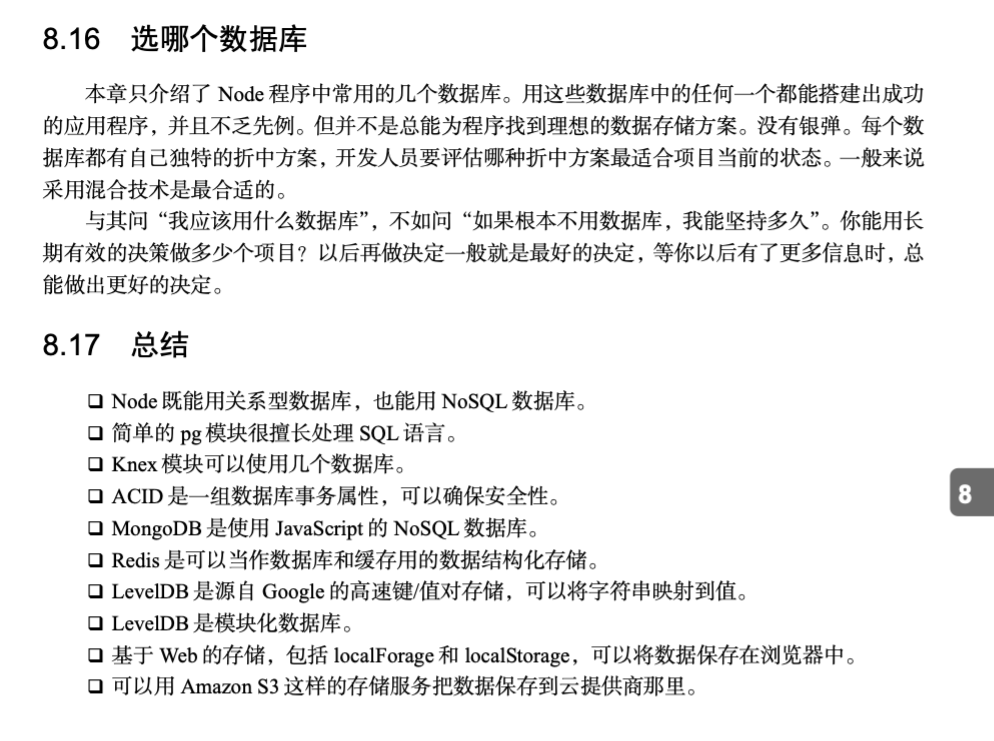 8.16 选哪个数据库
本章只介绍了 Node 程序中常用的几个数据库。用这些数据库中的任何一个都能搭建出成功
的应用程序，并且不乏先例。但并不是总能为程序找到理想的数据存储方案。没有银弹。每个数
据库都有自己独特的折中方案，开发人员要评估哪种折中方案最适合项目当前的状态。一般来说
采用混合技术是最合适的。
与其问“我应该用什么数据库”，不如问“如果根本不用数据库，我能坚持多久”。你能用长
期有效的决策做多少个项目？以后再做决定一般就是最好的决定，等你以后有了更多信息时，总
能做出更好的决定。
8.17 总结
❑ Node 既能用关系型数据库，也能用 NoSQL 数据库。
❑ 简单的 pg 模块很擅长处理 SQL 语言。
❑ Knex 模块可以使用几个数据库。
❑ ACID 是一组数据库事务属性，可以确保安全性。
❑ MongoDB 是使用 JavaScript 的 NoSQL 数据库。
❑ Redis 是可以当作数据库和缓存用的数据结构化存储。
❑ LevelDB 是源自 Google 的高速键/值对存储，可以将字符串映射到值。
❑ LevelDB 是模块化数据库。
❑ 基于 Web 的存储，包括 localForage 和 localStorage，可以将数据保存在浏览器中。
❑ 可以用 Amazon S3 这样的存储服务把数据保存到云提供商那里。
8